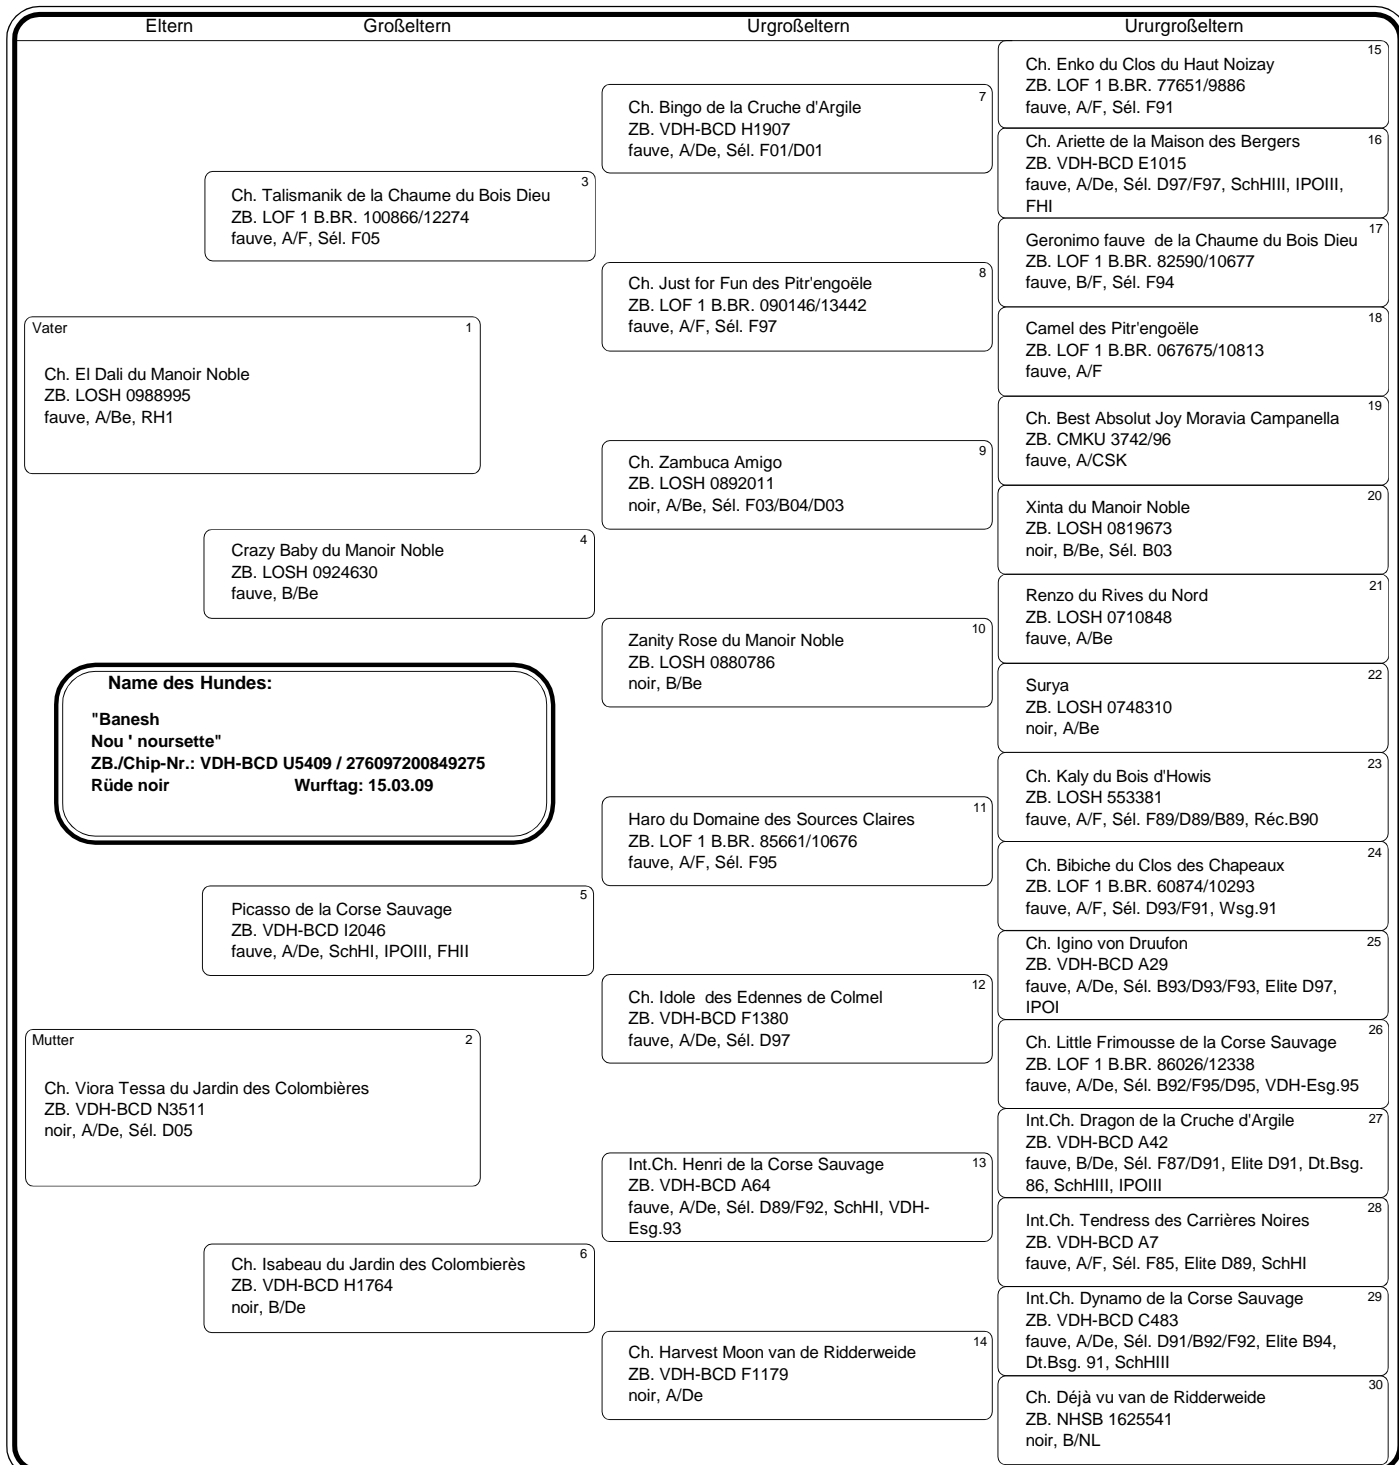 Eltern Großeltern Urgroßeltern Ururgroßeltern
Vater 1
Ch. El Dali du Manoir Noble
ZB. LOSH 0988995
fauve, A/Be, RH1
Mutter 2
Ch. Viora Tessa du Jardin des Colombières
ZB. VDH-BCD N3511
noir, A/De, Sél. D05
Name des Hundes:
"Banesh
Nou ' noursette"
ZB./Chip-Nr.: VDH-BCD U5409 / 276097200849275
Rüde noir Wurftag: 15.03.09
3
Ch. Talismanik de la Chaume du Bois Dieu
ZB. LOF 1 B.BR. 100866/12274
fauve, A/F, Sél. F05
4
Crazy Baby du Manoir Noble
ZB. LOSH 0924630
fauve, B/Be
5
Picasso de la Corse Sauvage
ZB. VDH-BCD I2046
fauve, A/De, SchHI, IPOIII, FHII
6
Ch. Isabeau du Jardin des Colombierès
ZB. VDH-BCD H1764
noir, B/De
7
Ch. Bingo de la Cruche d'Argile
ZB. VDH-BCD H1907
fauve, A/De, Sél. F01/D01
8
Ch. Just for Fun des Pitr'engoële
ZB. LOF 1 B.BR. 090146/13442
fauve, A/F, Sél. F97
9
Ch. Zambuca Amigo
ZB. LOSH 0892011
noir, A/Be, Sél. F03/B04/D03
10
Zanity Rose du Manoir Noble
ZB. LOSH 0880786
noir, B/Be
11
Haro du Domaine des Sources Claires
ZB. LOF 1 B.BR. 85661/10676
fauve, A/F, Sél. F95
12
Ch. Idole des Edennes de Colmel
ZB. VDH-BCD F1380
fauve, A/De, Sél. D97
13
Int.Ch. Henri de la Corse Sauvage
ZB. VDH-BCD A64
fauve, A/De, Sél. D89/F92, SchHI, VDH-
Esg.93
14
Ch. Harvest Moon van de Ridderweide
ZB. VDH-BCD F1179
noir, A/De
15
Ch. Enko du Clos du Haut Noizay
ZB. LOF 1 B.BR. 77651/9886
fauve, A/F, Sél. F91
16
Ch. Ariette de la Maison des Bergers
ZB. VDH-BCD E1015
fauve, A/De, Sél. D97/F97, SchHIII, IPOIII,
FHI
17
Geronimo fauve de la Chaume du Bois Dieu
ZB. LOF 1 B.BR. 82590/10677
fauve, B/F, Sél. F94
18
Camel des Pitr'engoële
ZB. LOF 1 B.BR. 067675/10813
fauve, A/F
19
Ch. Best Absolut Joy Moravia Campanella
ZB. CMKU 3742/96
fauve, A/CSK
20
Xinta du Manoir Noble
ZB. LOSH 0819673
noir, B/Be, Sél. B03
21
Renzo du Rives du Nord
ZB. LOSH 0710848
fauve, A/Be
22
Surya
ZB. LOSH 0748310
noir, A/Be
23
Ch. Kaly du Bois d'Howis
ZB. LOSH 553381
fauve, A/F, Sél. F89/D89/B89, Réc.B90
24
Ch. Bibiche du Clos des Chapeaux
ZB. LOF 1 B.BR. 60874/10293
fauve, A/F, Sél. D93/F91, Wsg.91
25
Ch. Igino von Druufon
ZB. VDH-BCD A29
fauve, A/De, Sél. B93/D93/F93, Elite D97,
IPOI
26
Ch. Little Frimousse de la Corse Sauvage
ZB. LOF 1 B.BR. 86026/12338
fauve, A/De, Sél. B92/F95/D95, VDH-Esg.95
27
Int.Ch. Dragon de la Cruche d'Argile
ZB. VDH-BCD A42
fauve, B/De, Sél. F87/D91, Elite D91, Dt.Bsg.
86, SchHIII, IPOIII
28
Int.Ch. Tendress des Carrières Noires
ZB. VDH-BCD A7
fauve, A/F, Sél. F85, Elite D89, SchHI
29
Int.Ch. Dynamo de la Corse Sauvage
ZB. VDH-BCD C483
fauve, A/De, Sél. D91/B92/F92, Elite B94,
Dt.Bsg. 91, SchHIII
30
Ch. Déjà vu van de Ridderweide
ZB. NHSB 1625541
noir, B/NL